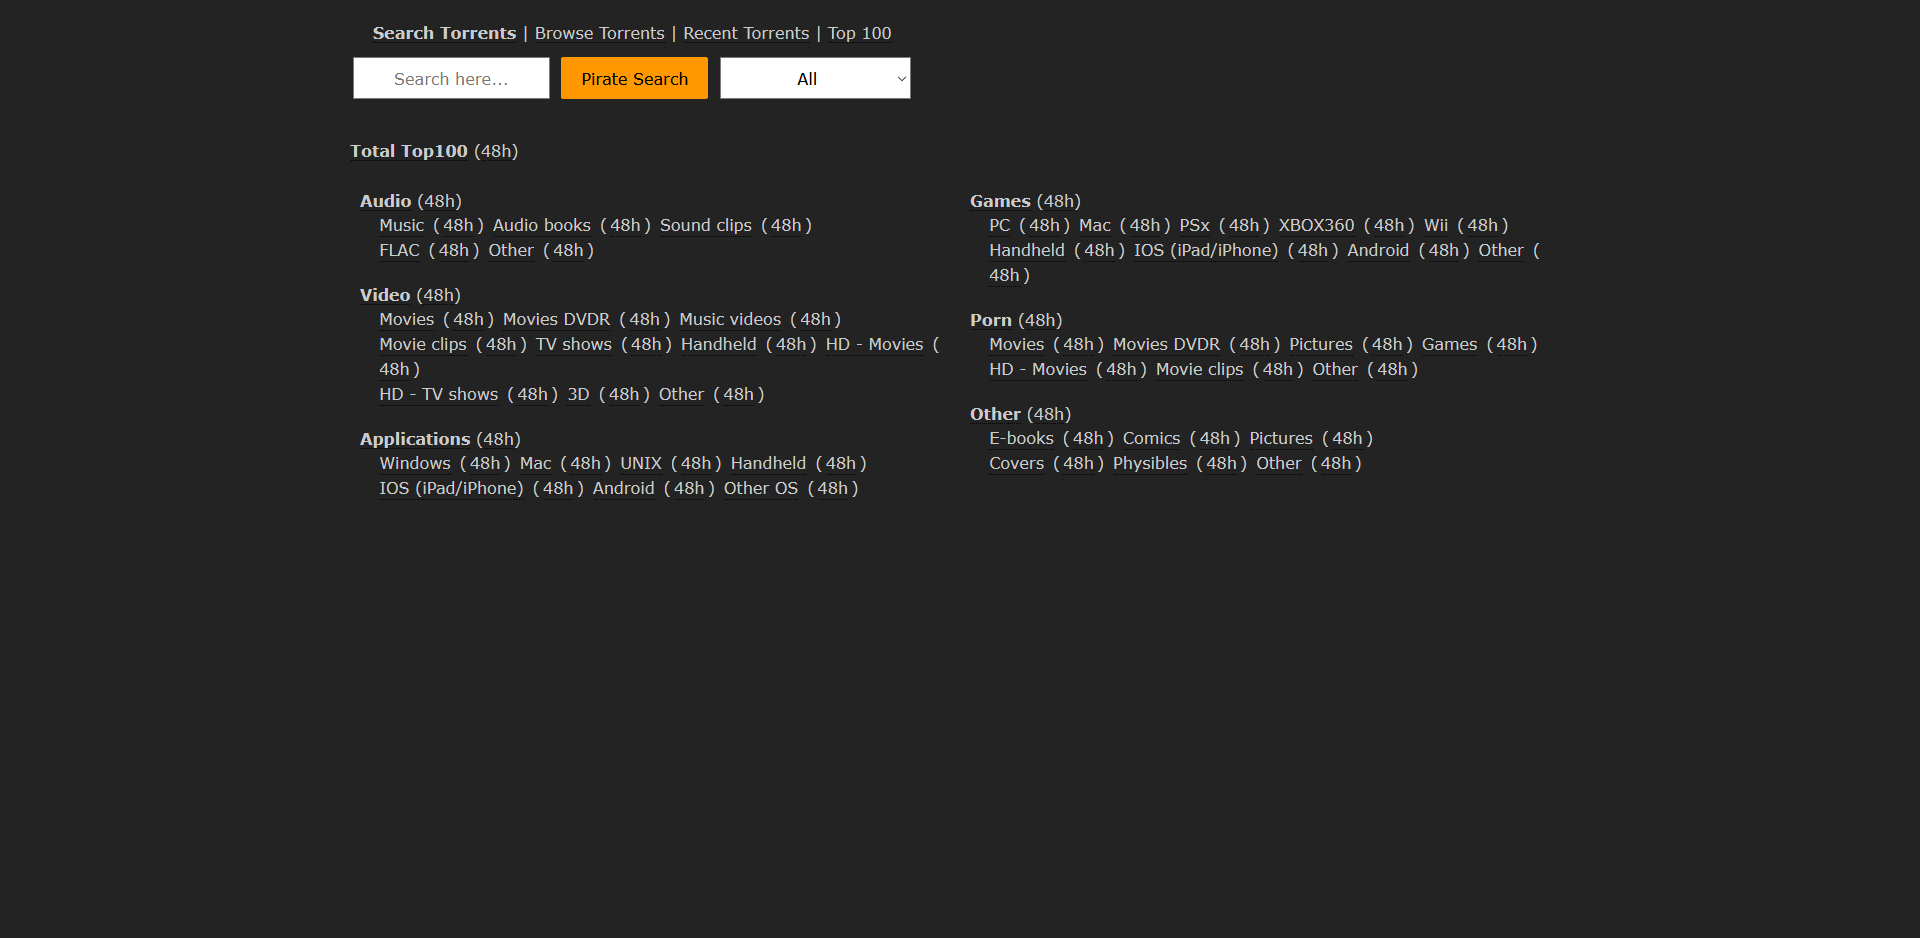 Search Torrents | Browse Torrents | Recent Torrents | Top 100
Search here... Pirate Search All
Total Top100 (48h)
Audio (48h)
Music ( 48h ) Audio books ( 48h ) Sound clips ( 48h )
FLAC ( 48h ) Other ( 48h )
Video (48h)
Movies ( 48h ) Movies DVDR ( 48h ) Music videos ( 48h )
Movie clips ( 48h ) TV shows ( 48h ) Handheld ( 48h ) HD - Movies (
48h )
HD - TV shows ( 48h ) 3D ( 48h ) Other ( 48h )
Applications (48h)
Windows ( 48h ) Mac ( 48h ) UNIX ( 48h ) Handheld ( 48h )
IOS (iPad/iPhone) ( 48h ) Android ( 48h ) Other OS ( 48h )
Games (48h)
PC ( 48h ) Mac ( 48h ) PSx ( 48h ) XBOX360 ( 48h ) Wii ( 48h )
Handheld ( 48h ) IOS (iPad/iPhone) ( 48h ) Android ( 48h ) Other (
48h )
Porn (48h)
Movies ( 48h ) Movies DVDR ( 48h ) Pictures ( 48h ) Games ( 48h )
HD - Movies ( 48h ) Movie clips ( 48h ) Other ( 48h )
Other (48h)
E-books ( 48h ) Comics ( 48h ) Pictures ( 48h )
Covers ( 48h ) Physibles ( 48h ) Other ( 48h )